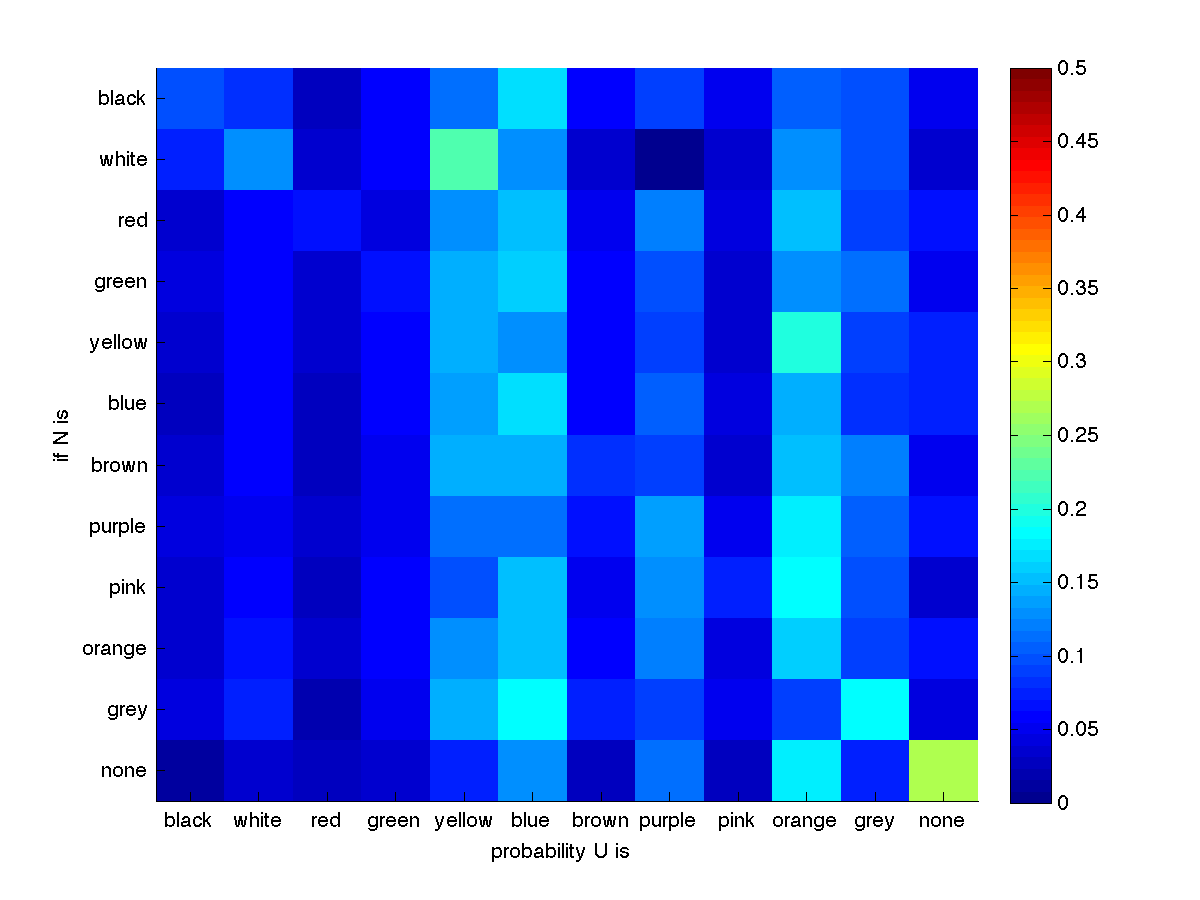 black
white
red
green
yellow
blue
brown
purple
pink
orange
grey
none
if N is
black white red green yellow blue brown purple pink orange grey none
probability U is
0.5
0.45
0.4
0.35
0.3
0.25
0.2
0.15
0.1
0.05
0